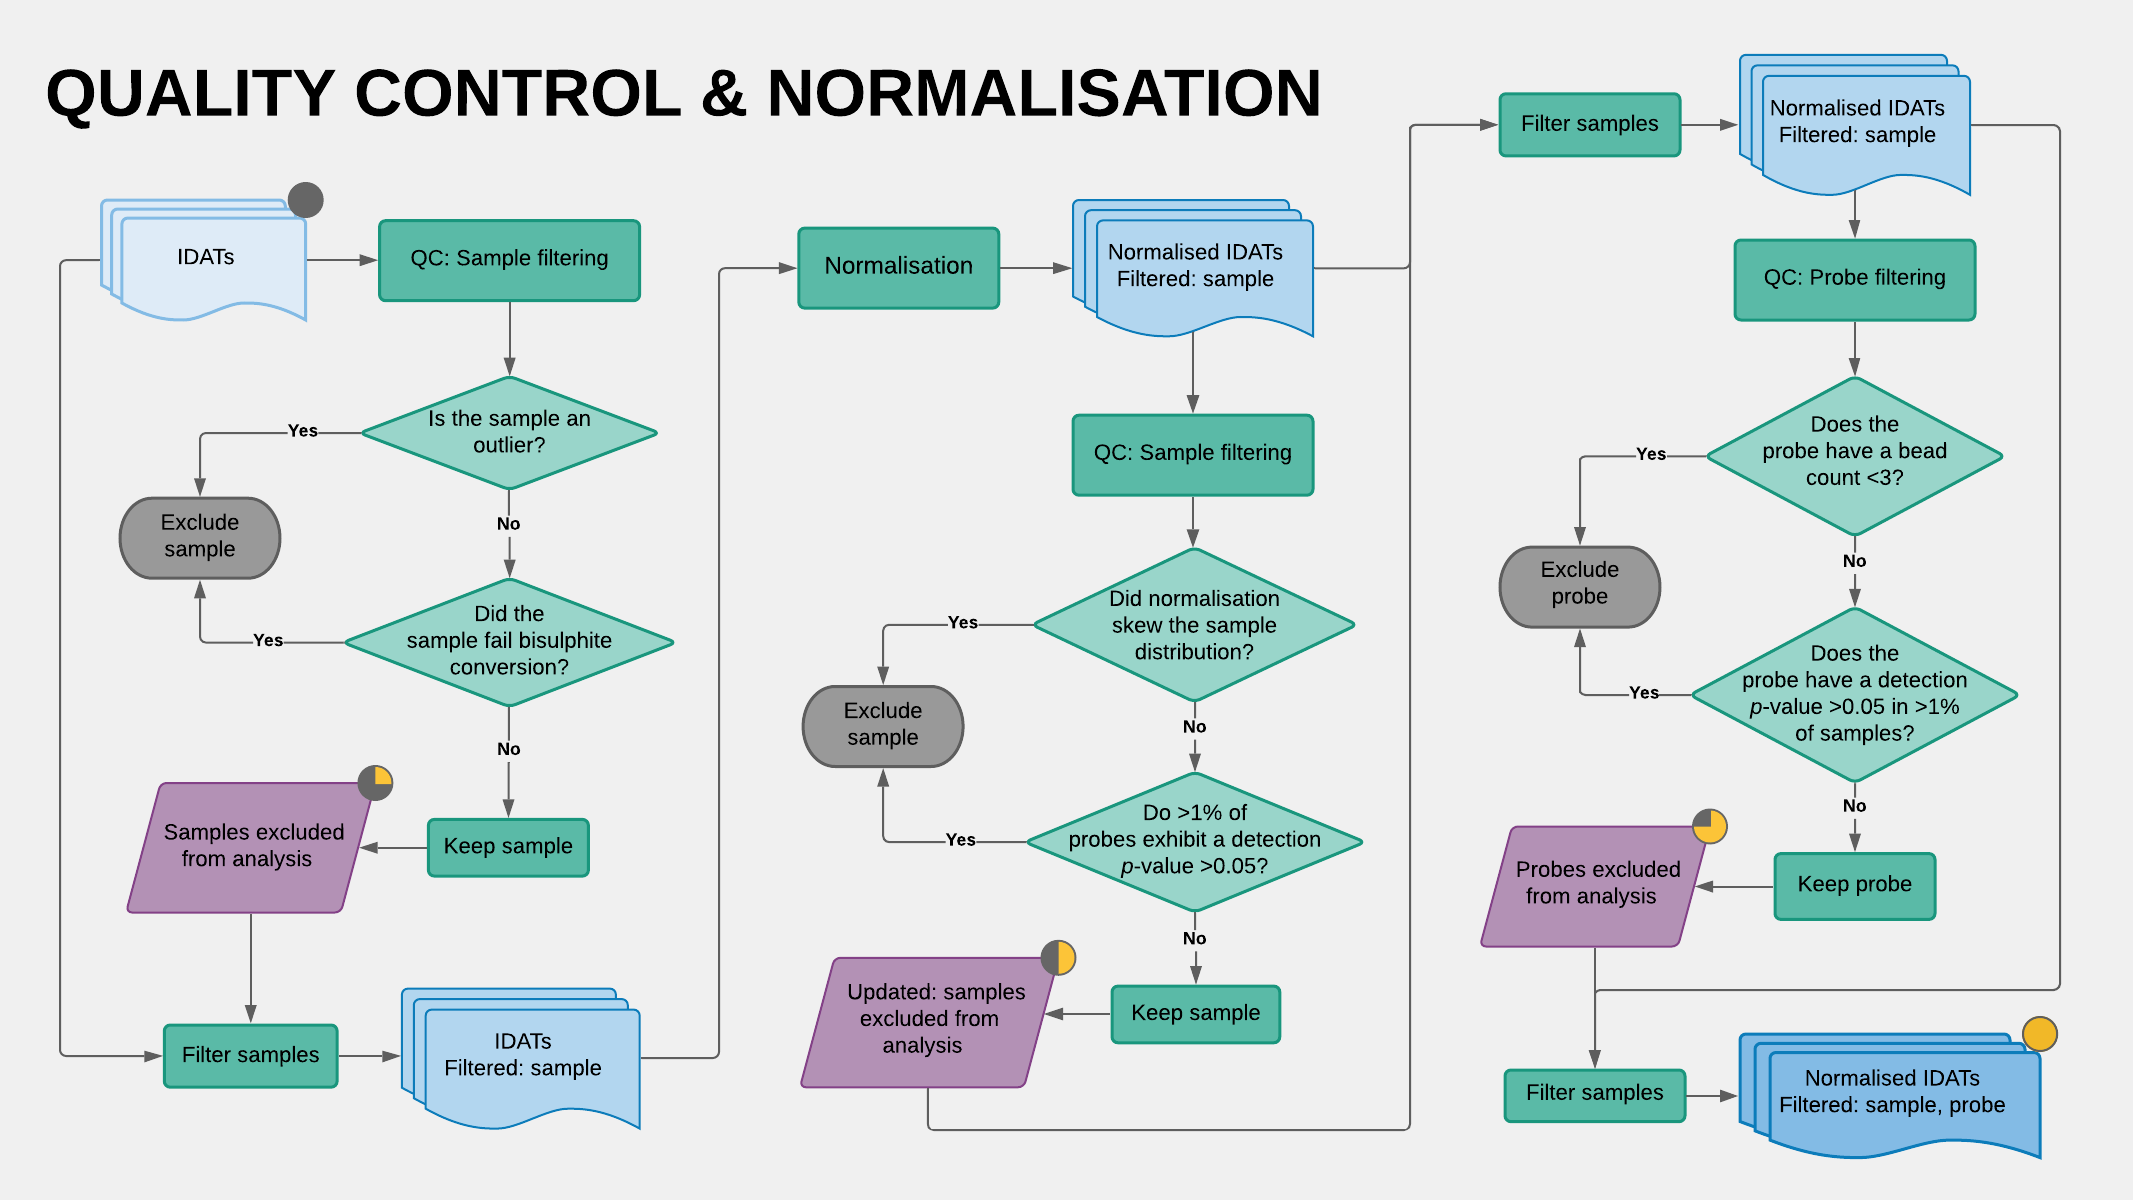 QUALITY CONTROL & NORMALISATION
IDATs
QC: Sample filtering
Is the sample an
outlier?
Yes
No
Exclude
sample
Did the
sample fail bisulphite
conversion?
Yes
No
Keep sample
Samples excluded
from analysis
Filter samples
IDATs
Filtered: sample
Normalisation
Normalised IDATs
Filtered: sample
QC: Sample filtering
Did normalisation
skew the sample
distribution?
Yes
No
Exclude
sample
Do >1% of
probes exhibit a detection
p-value >0.05?
Yes
No
Keep sample
Updated: samples
excluded from
analysis
Filter samples
Normalised IDATs
Filtered: sample
QC: Probe filtering
Does the
probe have a bead
count <3?
Yes
No
Exclude
probe
Does the
probe have a detection
p-value >0.05 in >1%
of samples?
Yes
No
Keep probe
Probes excluded
from analysis
Filter samples
Normalised IDATs
Filtered: sample, probe